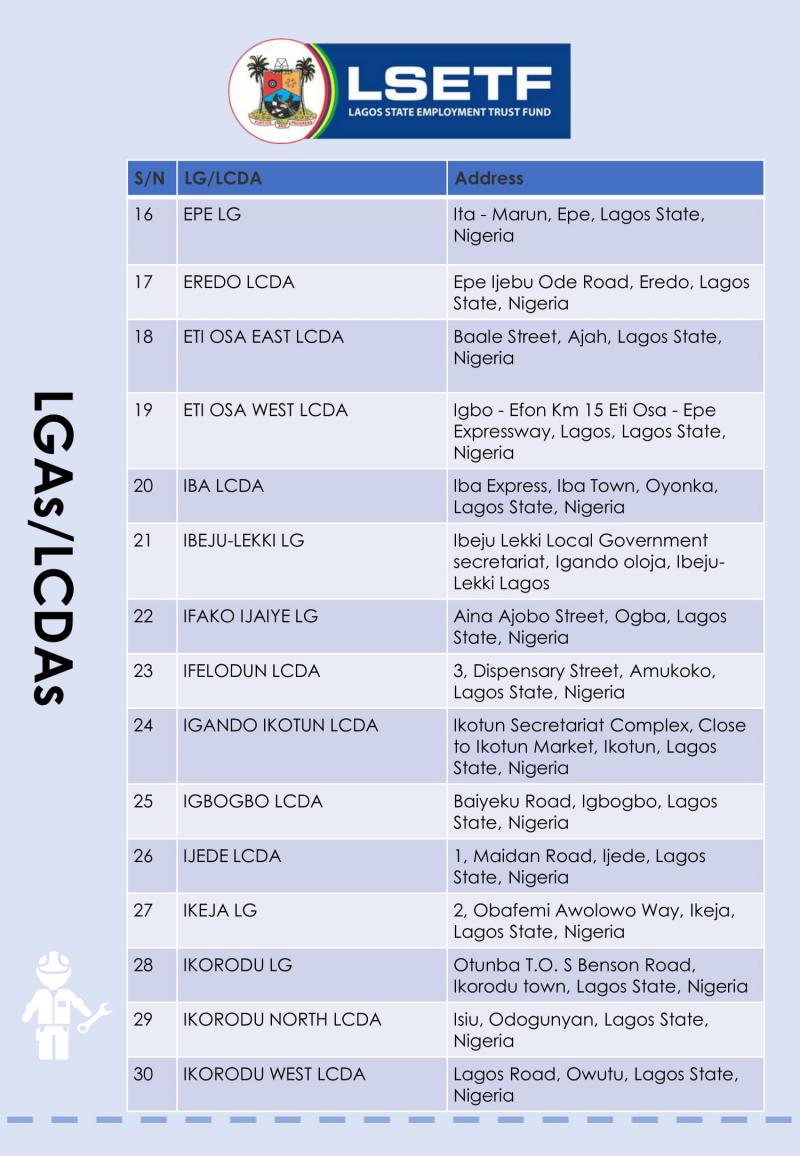 LSETF
LAGOS STATE EMPLOYMENT TRUST FUND
LGAs/LCDAs
S/N LG/LCDA Address
16 EPE LG Ita - Marun, Epe, Lagos State,
Nigeria
17 EREDO LCDA Epe Ijebu Ode Road, Eredo, Lagos
State, Nigeria
18 ETI OSA EAST LCDA Baale Street, Ajah, Lagos State,
Nigeria
19 ETI OSA WEST LCDA Igbo - Efon Km 15 Eti Osa - Epe
Expressway, Lagos, Lagos State,
Nigeria
20 IBA LCDA Iba Express, Iba Town, Oyonka,
Lagos State, Nigeria
21 IBEJU-LEKKI LG Ibeju Lekki Local Government
secretariat, Igando oloja, Ibeju-
Lekki Lagos
22 IFAKO IJAIYE LG Aina Ajobo Street, Ogba, Lagos
State, Nigeria
23 IFELODUN LCDA 3, Dispensary Street, Amukoko,
Lagos State, Nigeria
24 IGANDO IKOTUN LCDA Ikotun Secretariat Complex, Close
to Ikotun Market, Ikotun, Lagos
State, Nigeria
25 IGBOGBO LCDA Baiyeku Road, Igbogbo, Lagos
State, Nigeria
26 IJEDE LCDA 1, Maidan Road, Ijede, Lagos
State, Nigeria
27 IKEJA LG 2, Obafemi Awolowo Way, Ikeja,
Lagos State, Nigeria
28 IKORODU LG Otunba T.O. S Benson Road,
Ikorodu town, Lagos State, Nigeria
29 IKORODU NORTH LCDA Isiu, Odogunyan, Lagos State,
Nigeria
30 IKORODU WEST LCDA Lagos Road, Owutu, Lagos State,
Nigeria